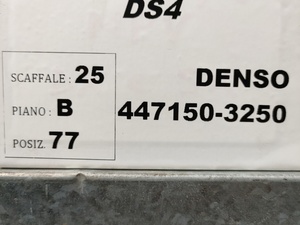 DS4
SCAFFALE : 25
PIANO : B
POSIZ. 77
DENSO
447150-3250